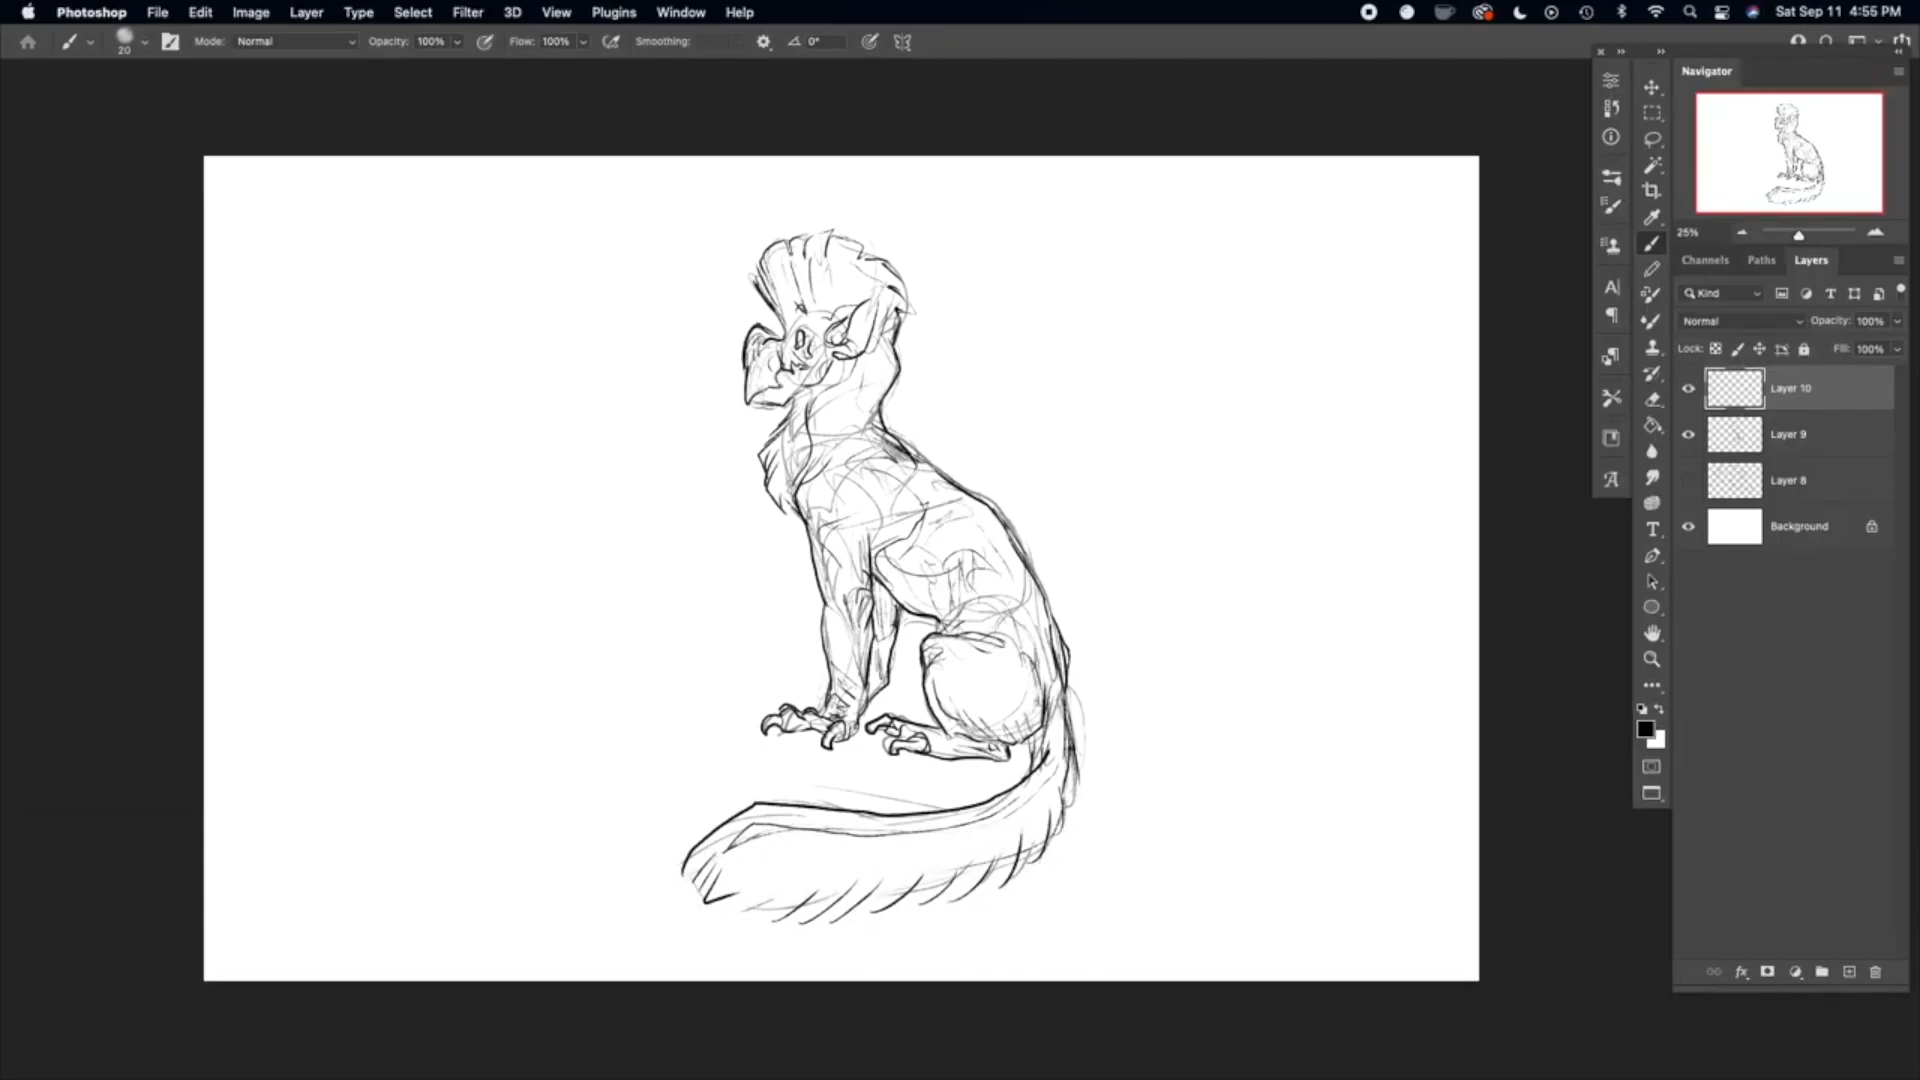 Photoshop File Edit Image Layer Type Select Filter 3D View Plugins Window Help Sat Sep 11 4:55 PM
20 Mode: Normal Opacity: 100% Flow: 100% Smoothing: 0°
Navigator
25%
Channels Paths Layers
Kind
Normal Opacity: 100%
Lock: Fill: 100%
Layer 10
Layer 9
Layer 8
Background